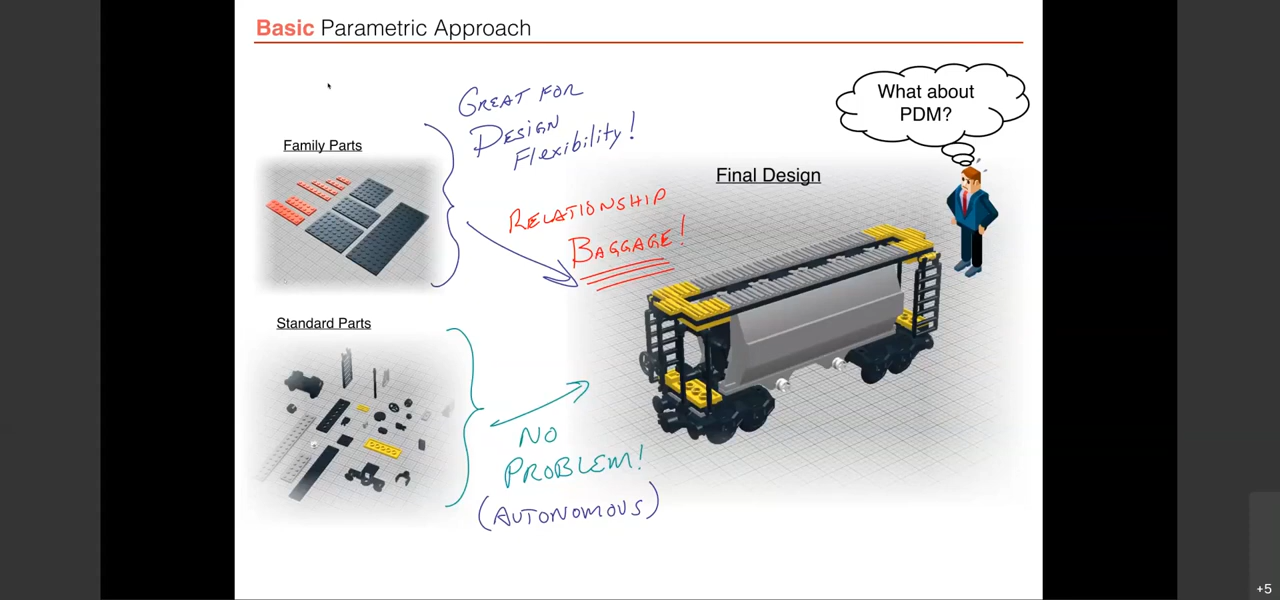 Basic Parametric Approach
GREAT FOR
DESIGN
Flexibility!
What about
PDM?
Family Parts
Final Design
RELATIONSHIP
BAGGAGE!
Standard Parts
NO
PROBLEM!
(AUTONOMOUS)
+5